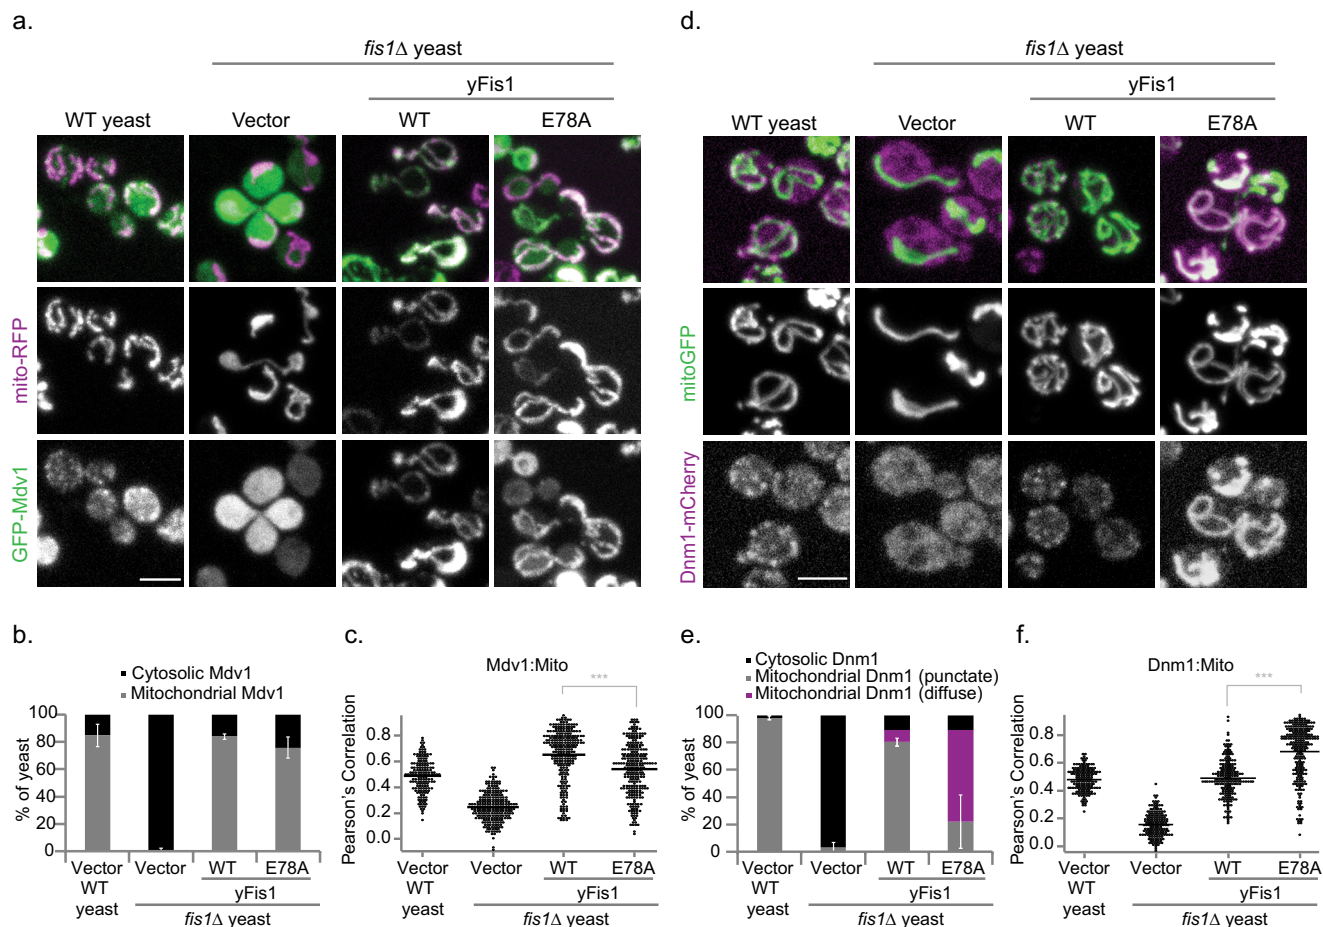 a.
fis1Δ yeast
yFis1
WT yeast
Vector
WT
E78A
mito-RFP
GFP-Mdv1
d.
fis1Δ yeast
yFis1
WT yeast
Vector
WT
E78A
mitoGFP
Dnm1-mCherry
b.
Cytosolic Mdv1
Mitochondrial Mdv1
% of yeast
100
80
60
40
20
0
Vector
WT
yeast
Vector
WT
E78A
yFis1
fis1Δ yeast
c.
Mdv1:Mito
***
Pearson's Correlation
0.8
0.6
0.4
0.2
0.0
Vector
WT
yeast
Vector
WT
E78A
yFis1
fis1Δ yeast
e.
Cytosolic Dnm1
Mitochondrial Dnm1 (punctate)
Mitochondrial Dnm1 (diffuse)
% of yeast
100
80
60
40
20
0
Vector
WT
yeast
Vector
WT
E78A
yFis1
fis1Δ yeast
f.
Dnm1:Mito
***
Pearson's Correlation
0.8
0.6
0.4
0.2
0.0
Vector
WT
yeast
Vector
WT
E78A
yFis1
fis1Δ yeast